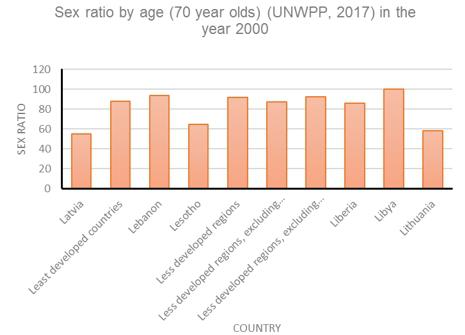 Sex ratio by age (70 year olds) (UNWPP, 2017) in the
year 2000
120
100
80
60
40
20
0
SEX RATIO
Latvia
Least developed countries
Lebanon
Lesotho
Less developed regions
Less developed regions, excluding...
Less developed regions, excluding...
Liberia
Libya
Lithuania
COUNTRY